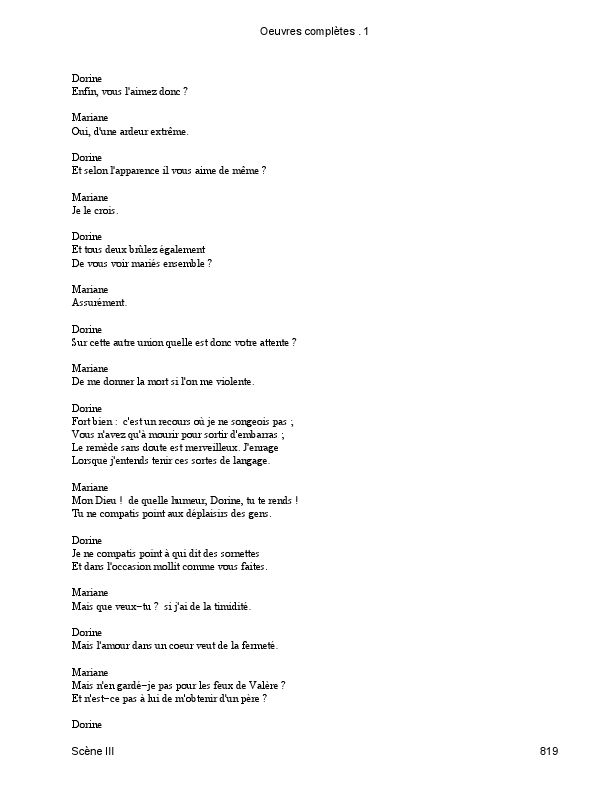 Oeuvres complètes . 1
Dorine
Enfin, vous l'aimez donc ?
Mariane
Oui, d'une ardeur extrême.
Dorine
Et selon l'apparence il vous aime de même ?
Mariane
Je le crois.
Dorine
Et tous deux brûlez également
De vous voir mariés ensemble ?
Mariane
Assurément.
Dorine
Sur cette autre union quelle est donc votre attente ?
Mariane
De me donner la mort si l'on me violente.
Dorine
Fort bien :  c'est un recours où je ne songeois pas ;
Vous n'avez qu'à mourir pour sortir d'embarras ;
Le remède sans doute est merveilleux. J'enrage
Lorsque j'entends tenir ces sortes de langage.
Mariane
Mon Dieu !  de quelle humeur, Dorine, tu te rends !
Tu ne compatis point aux déplaisirs des gens.
Dorine
Je ne compatis point à qui dit des sornettes
Et dans l'occasion mollit comme vous faites.
Mariane
Mais que veux−tu ?  si j'ai de la timidité.
Dorine
Mais l'amour dans un coeur veut de la fermeté.
Mariane
Mais n'en gardé−je pas pour les feux de Valère ?
Et n'est−ce pas à lui de m'obtenir d'un père ?
Dorine
Scène III
819